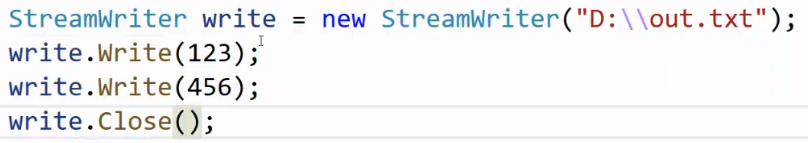 StreamWriter write = new StreamWriter("D:\\out.txt");
write.Write(123);
write.Write(456);
write.Close();